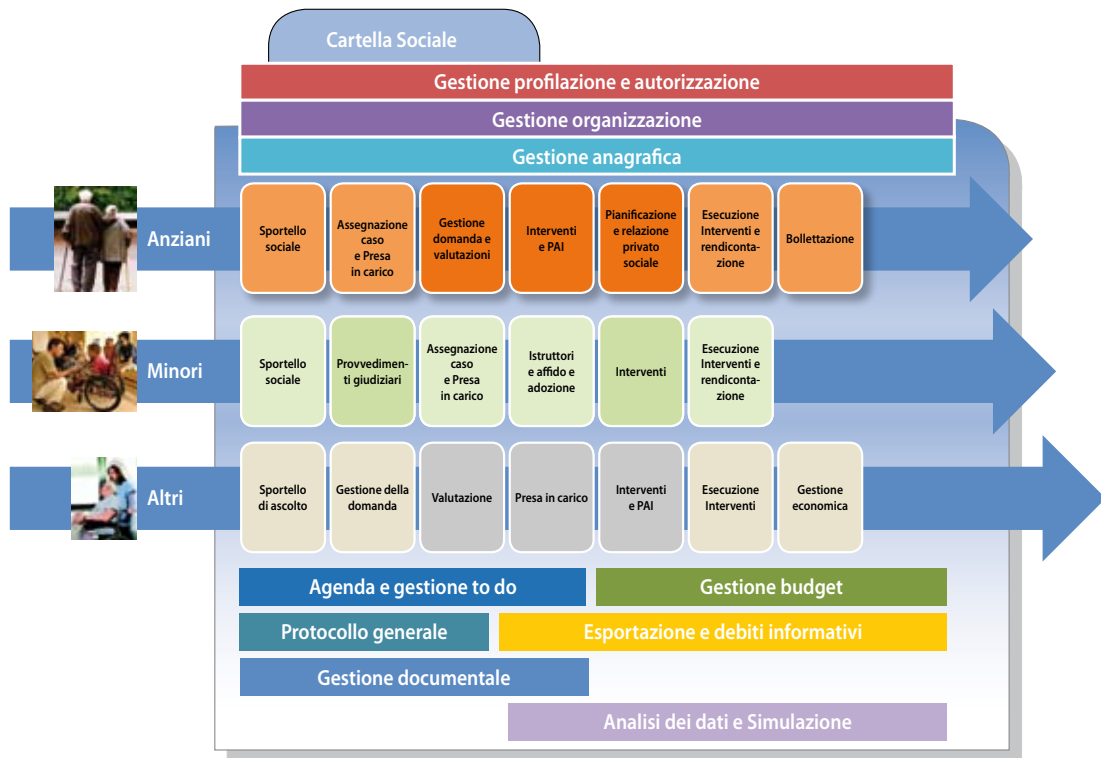 Cartella Sociale
Gestione profilazione e autorizzazione
Gestione organizzazione
Gestione anagrafica
Anziani
Sportello
sociale
Assegnazione
caso
e Presa
in carico
Gestione
domanda e
valutazioni
Interventi
e PAI
Pianificazione
e relazione
privato
sociale
Esecuzione
Interventi e
rendiconta-
zione
Bollettazione
Minori
Sportello
sociale
Provvedimen-
ti giudiziari
Assegnazione
caso
e Presa
in carico
Istruttori
e affido e
adozione
Interventi
Esecuzione
Interventi e
rendiconta-
zione
Altri
Sportello
di ascolto
Gestione della
domanda
Valutazione
Presa in carico
Interventi
e PAI
Esecuzione
Interventi
Gestione
economica
Agenda e gestione to do
Gestione budget
Protocollo generale
Esportazione e debiti informativi
Gestione documentale
Analisi dei dati e Simulazione